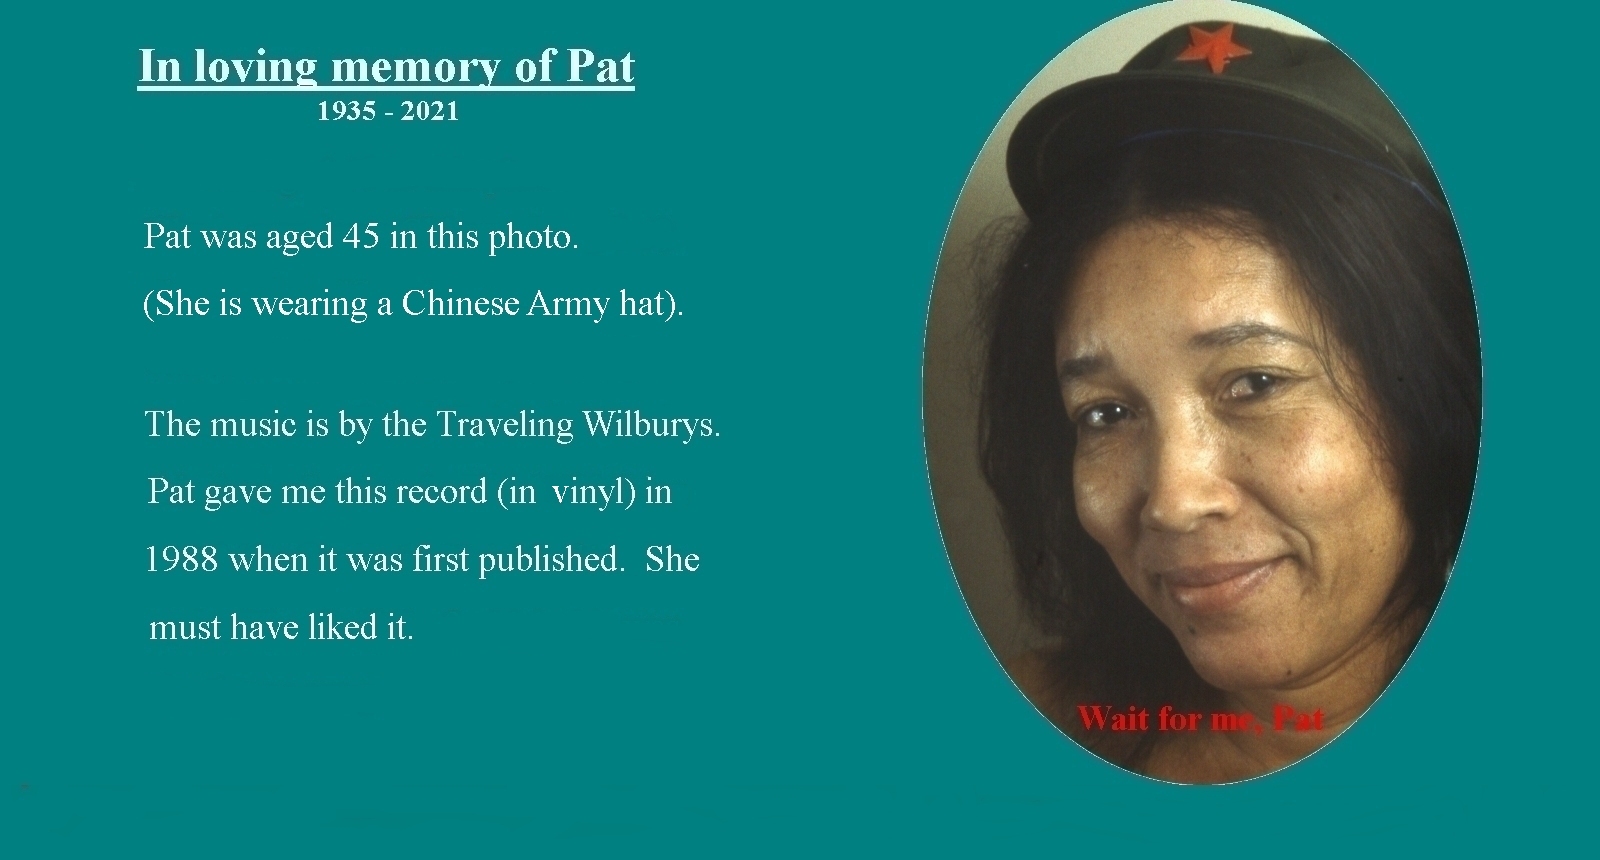 In loving memory of Pat
1935 - 2021
Pat was aged 45 in this photo.
(She is wearing a Chinese Army hat).
The music is by the Traveling Wilburys.
Pat gave me this record (in vinyl) in
1988 when it was first published. She
must have liked it.
Wait for me, Pat